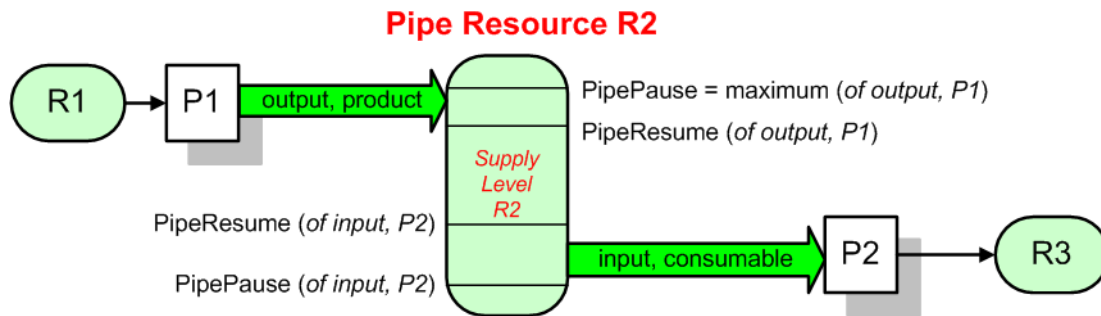 Pipe Resource R2
R1
P1
output, product
PipePause = maximum (of output, P1)
PipeResume (of output, P1)
Supply
Level
R2
PipeResume (of input, P2)
input, consumable
P2
R3
PipePause (of input, P2)